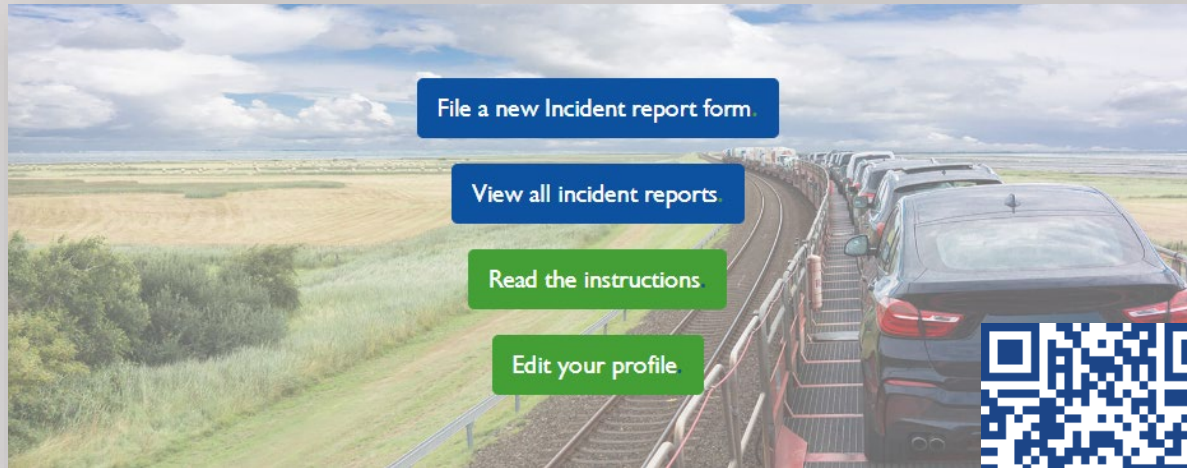 File a new Incident report form.
View all incident reports.
Read the instructions.
Edit your profile.